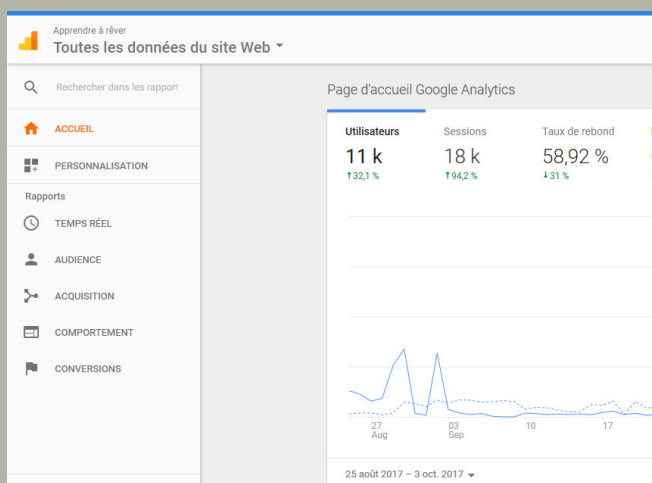 Apprendre à rêver
Toutes les données du site Web
Rechercher dans les rapport
ACCUEIL
PERSONNALISATION
Rapports
TEMPS RÉEL
AUDIENCE
ACQUISITION
COMPORTEMENT
CONVERSIONS
Page d'accueil Google Analytics
Utilisateurs Sessions Taux de rebond
11 k 18 k 58,92 %
32,1 % 94,2 % 31 %
27 03 10 17
Aug Sep
25 août 2017 – 3 oct. 2017